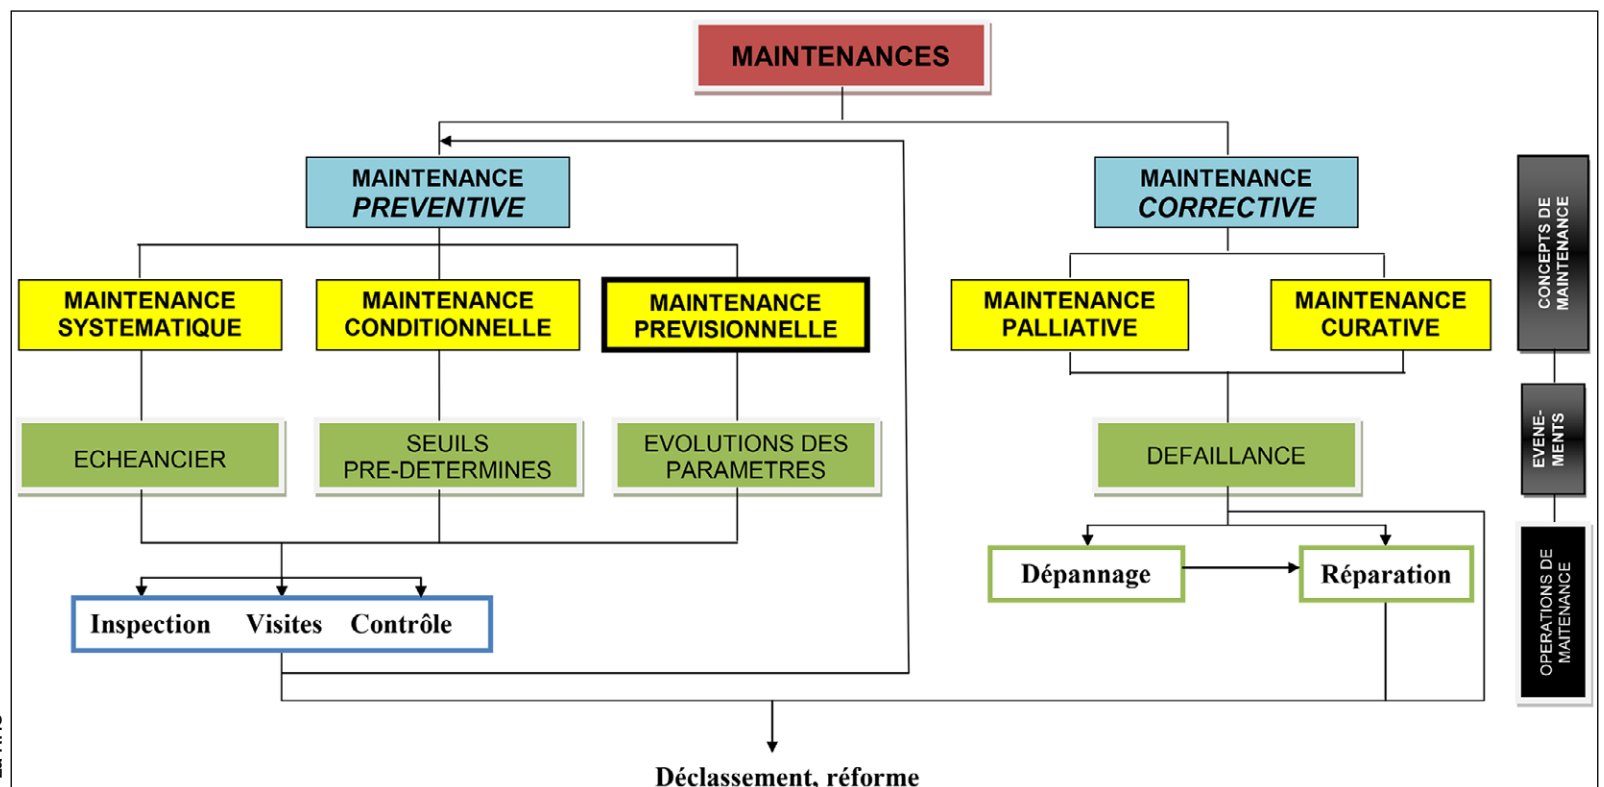 MAINTENANCES
MAINTENANCE
PREVENTIVE
MAINTENANCE
CORRECTIVE
MAINTENANCE
SYSTEMATIQUE
MAINTENANCE
CONDITIONNELLE
MAINTENANCE
PREVISIONNELLE
MAINTENANCE
PALLIATIVE
MAINTENANCE
CURATIVE
CONCEPTS DE
MAINTENANCE
ECHEANCIER
SEUILS
PRE-DETERMINES
EVOLUTIONS DES
PARAMETRES
DEFAILLANCE
EVENE-
MENTS
Dépannage
Réparation
Inspection Visites Contrôle
OPERATIONS DE
MAITENANCE
Déclassement, réforme